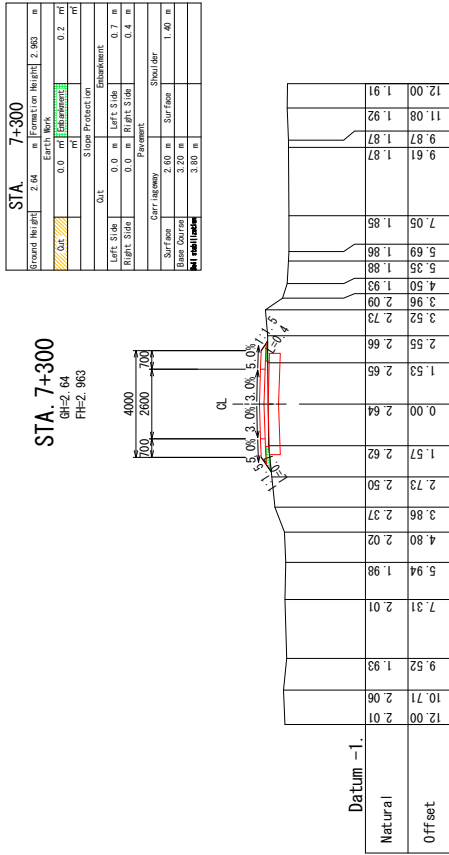 STA. 7+300
Ground Height 2.64 m Formation Height 2.963 m
Earth Work
Cut 0.0 ㎡ Embankment 0.2 ㎡
㎡ ㎡
Slope Protection
Cut Embankment
Left Side 0.0 m Left Side 0.7 m
Right Side 0.0 m Right Side 0.4 m
Pavement
Carriageway Shoulder
Surface 2.60 m Surface 1.40 m
Base Course 3.20 m
Soil stabilization 3.80 m
STA. 7+300
GH=2.64
FH=2.963
4000
700 2600 700
CL
5.0% 3.0% 3.0% 5.0%
1:1.5 1:1.5
L=0. L=0.4
Datum -1.
Natural 2.01 2.06 1.93 2.01 1.98 2.02 2.37 2.50 2.62 2.64 2.65 2.66 2.73 2.09 1.93 1.88 1.86 1.85 1.87 1.87 1.92 1.91
Offset 12.00 10.71 9.52 7.31 5.94 4.80 3.86 2.73 1.57 0.00 1.53 2.55 3.52 3.96 4.50 5.35 5.69 7.05 9.61 9.87 11.08 12.00